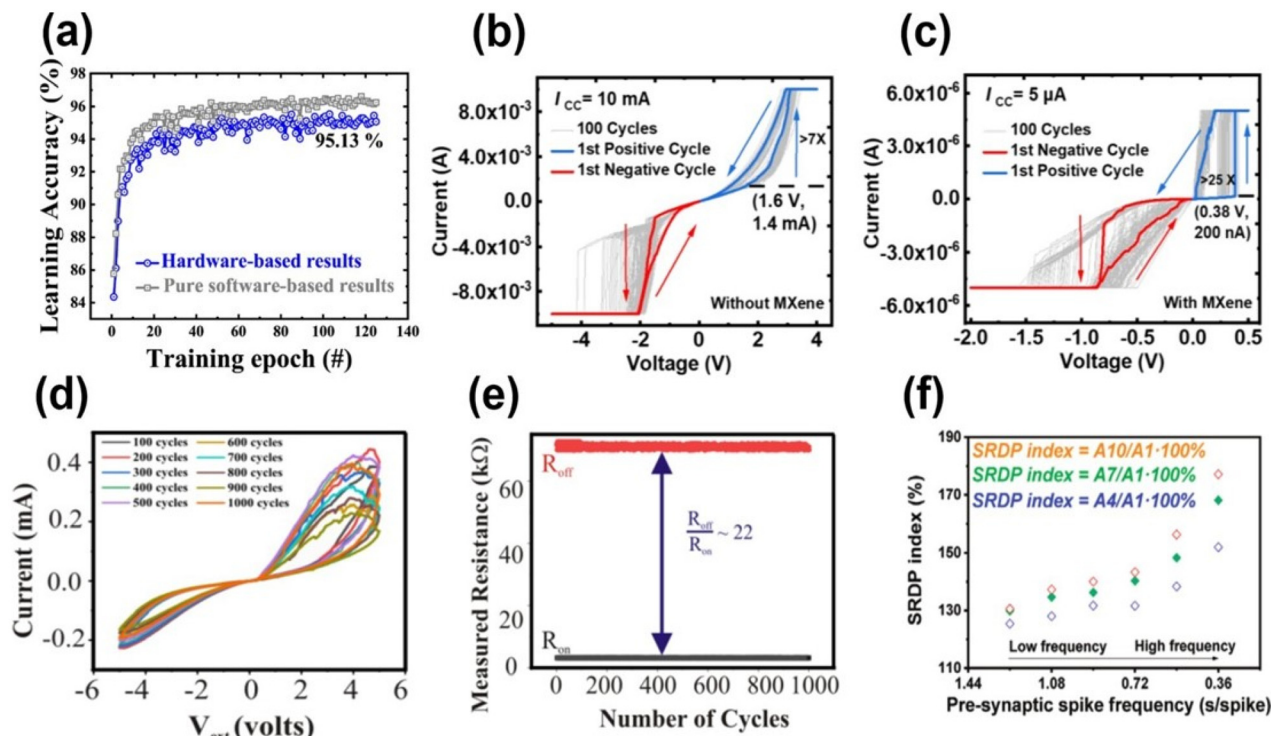 (a)
Learning Accuracy (%)
98
96
94
92
90
88
86
84
95.13 %
Hardware-based results
Pure software-based results
0 20 40 60 80 100 120 140
Training epoch (#)
(b)
Current (A)
8.0x10⁻³
4.0x10⁻³
0.0
-4.0x10⁻³
-8.0x10⁻³
I CC = 10 mA
100 Cycles
1st Positive Cycle
1st Negative Cycle
>7X
(1.6 V,
1.4 mA)
Without MXene
-4 -2 0 2 4
Voltage (V)
(c)
Current (A)
6.0x10⁻⁶
3.0x10⁻⁶
0.0
-3.0x10⁻⁶
-6.0x10⁻⁶
I CC = 5 μA
100 Cycles
1st Negative Cycle
1st Positive Cycle
>25 X
(0.38 V,
200 nA)
With MXene
-2.0 -1.5 -1.0 -0.5 0.0 0.5
Voltage (V)
(d)
Current (mA)
0.4
0.2
0.0
-0.2
100 cycles 600 cycles
200 cycles 700 cycles
300 cycles 800 cycles
400 cycles 900 cycles
500 cycles 1000 cycles
-6 -4 -2 0 2 4 6
(volts)
(e)
Measured Resistance (kΩ)
60
40
20
0
Roff
Roff
Ron
~ 22
Ron
0 200 400 600 800 1000
Number of Cycles
(f)
SRDP index (%)
190
170
150
130
110
SRDP index = A10/A1·100%
SRDP index = A7/A1·100%
SRDP index = A4/A1·100%
Low frequency High frequency
1.44 1.08 0.72 0.36
Pre-synaptic spike frequency (s/spike)